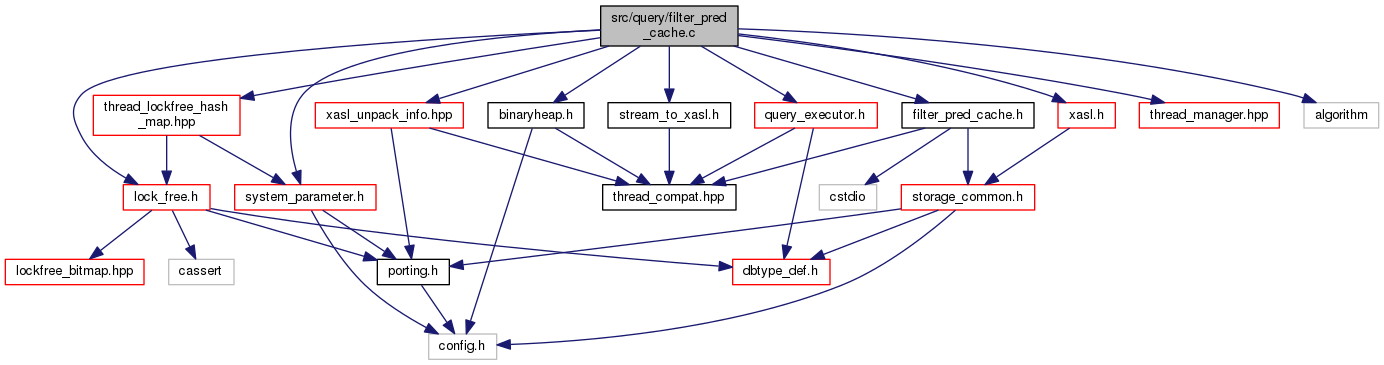 src/query/filter_pred
_cache.c
thread_lockfree_hash
_map.hpp
xasl_unpack_info.hpp
binaryheap.h
stream_to_xasl.h
query_executor.h
filter_pred_cache.h
xasl.h
thread_manager.hpp
algorithm
lock_free.h
system_parameter.h
thread_compat.hpp
cstdio
storage_common.h
lockfree_bitmap.hpp
cassert
porting.h
dbtype_def.h
config.h